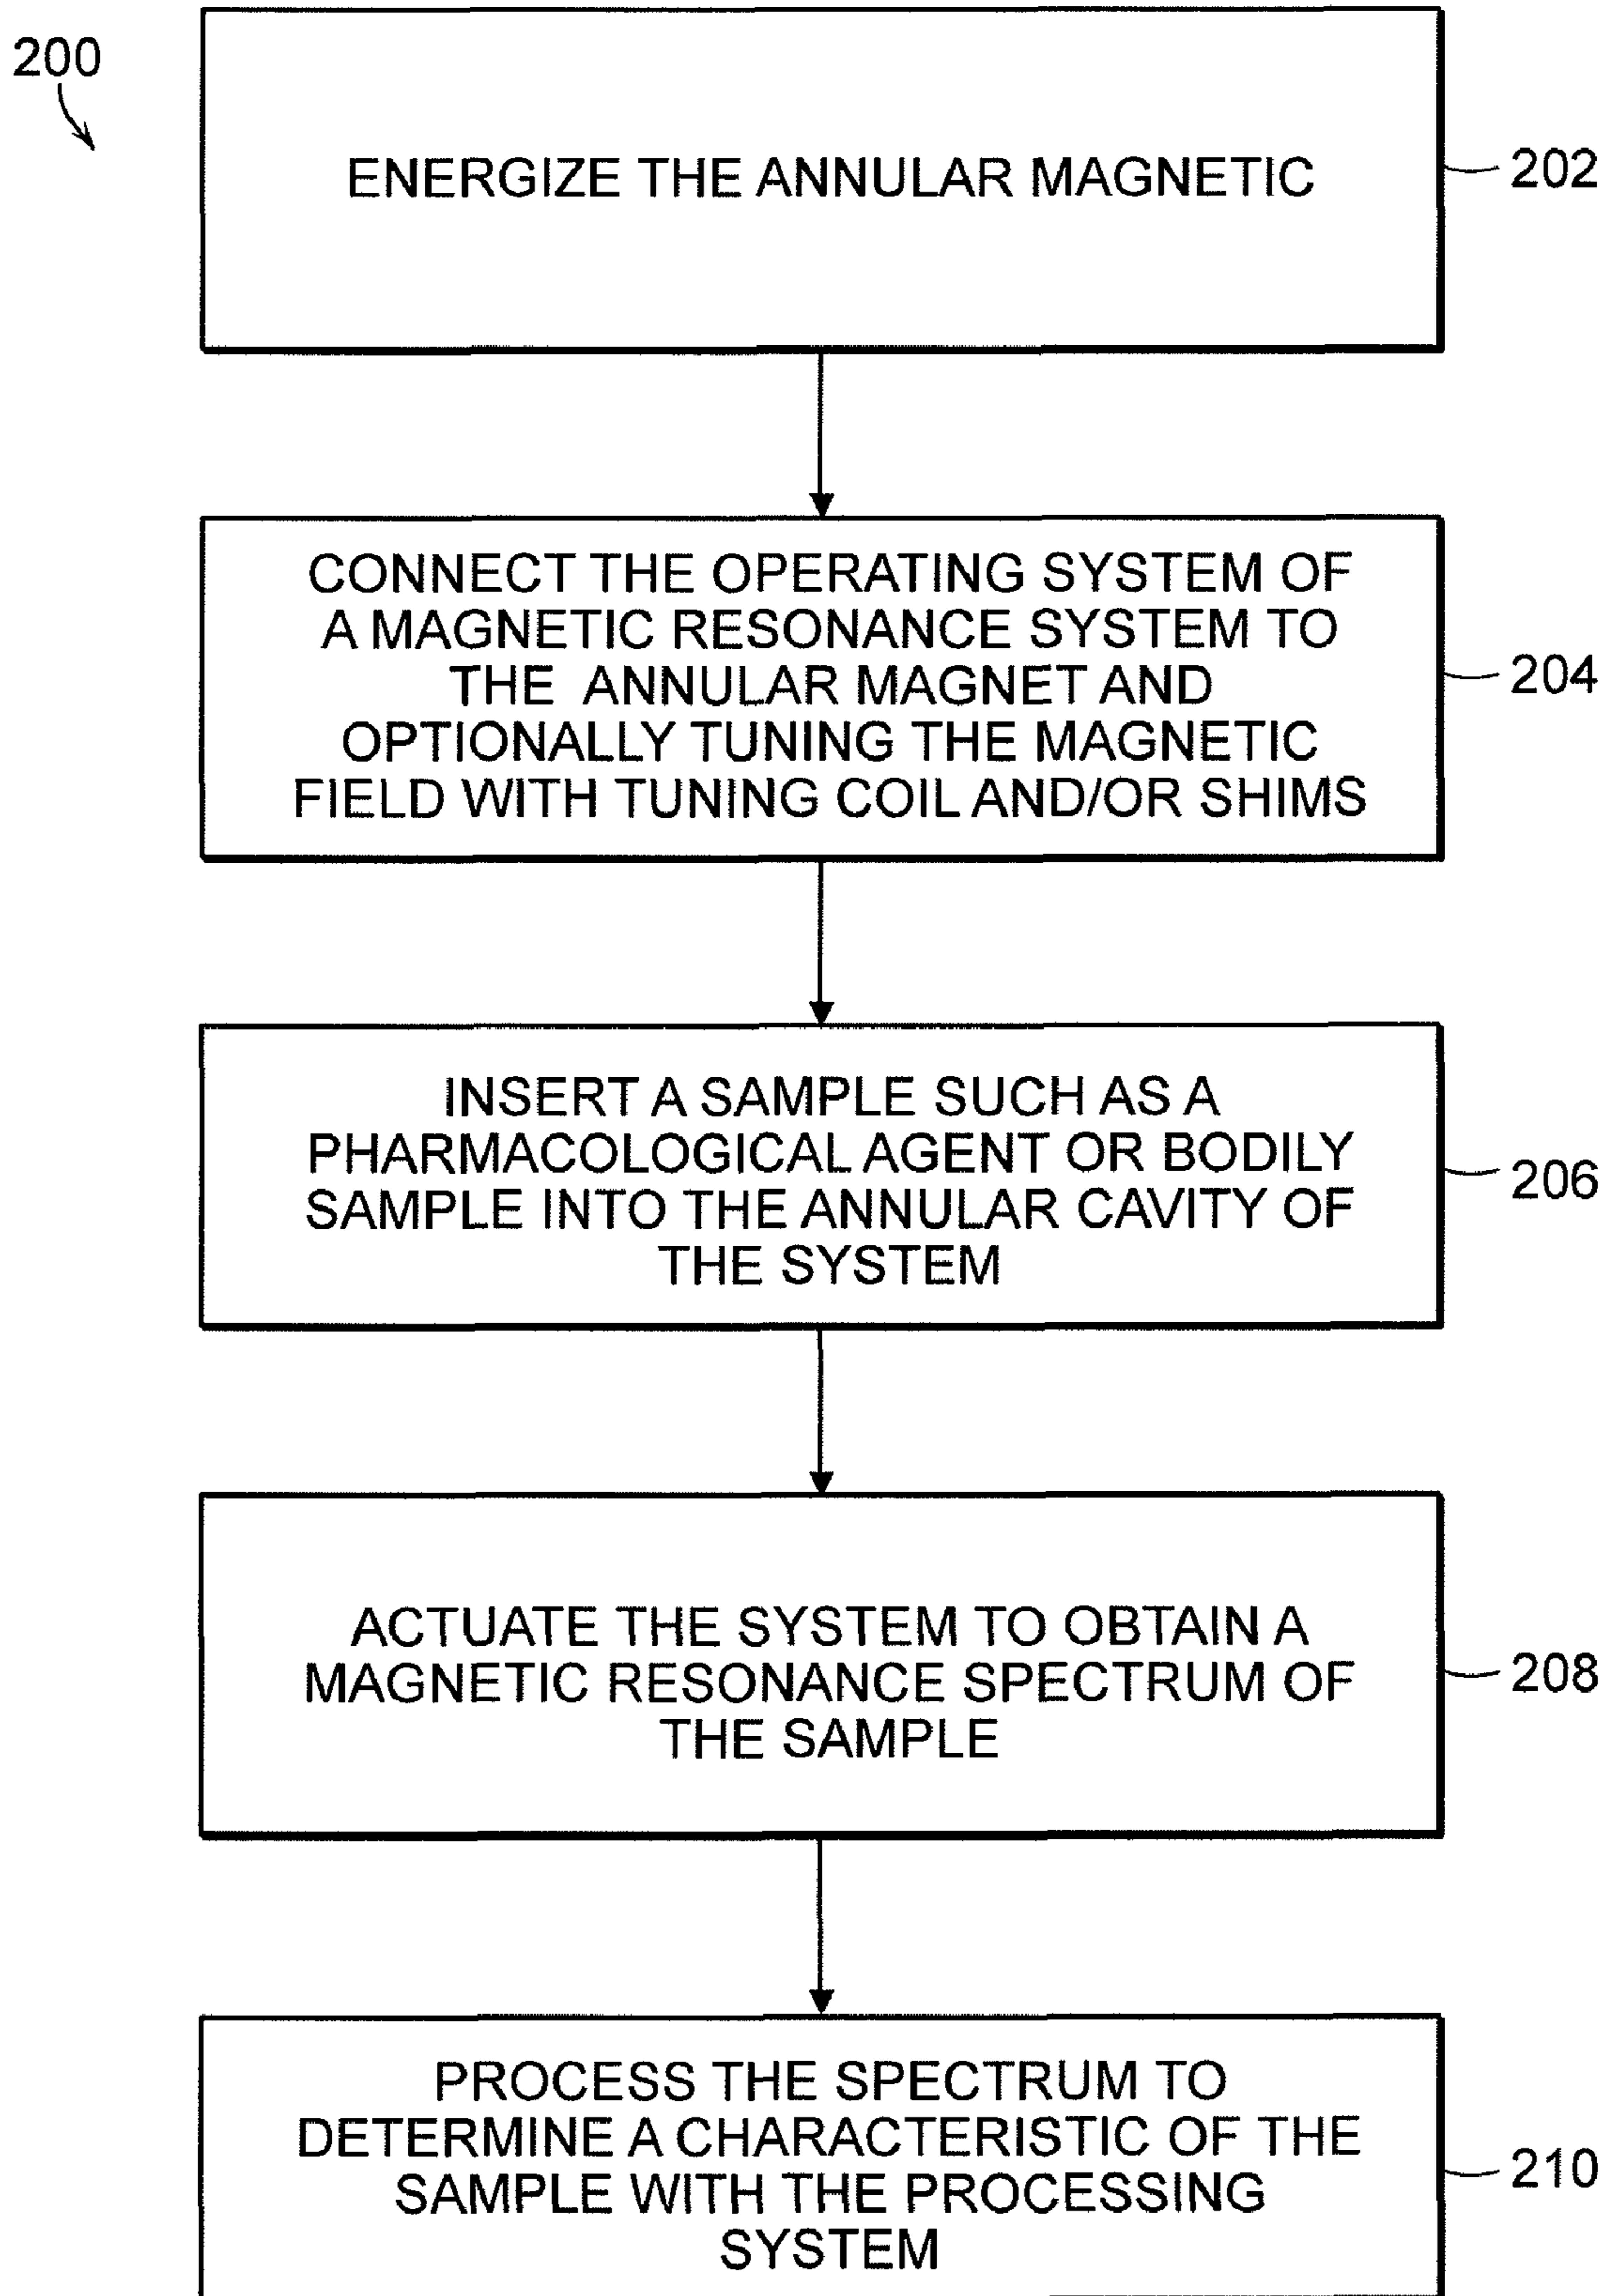 200
ENERGIZE THE ANNULAR MAGNETIC
202
CONNECT THE OPERATING SYSTEM OF
A MAGNETIC RESONANCE SYSTEM TO
THE ANNULAR MAGNET AND
OPTIONALLY TUNING THE MAGNETIC
FIELD WITH TUNING COIL AND/OR SHIMS
204
INSERT A SAMPLE SUCH AS A
PHARMACOLOGICAL AGENT OR BODILY
SAMPLE INTO THE ANNULAR CAVITY OF
THE SYSTEM
206
ACTUATE THE SYSTEM TO OBTAIN A
MAGNETIC RESONANCE SPECTRUM OF
THE SAMPLE
208
PROCESS THE SPECTRUM TO
DETERMINE A CHARACTERISTIC OF THE
SAMPLE WITH THE PROCESSING
SYSTEM
210